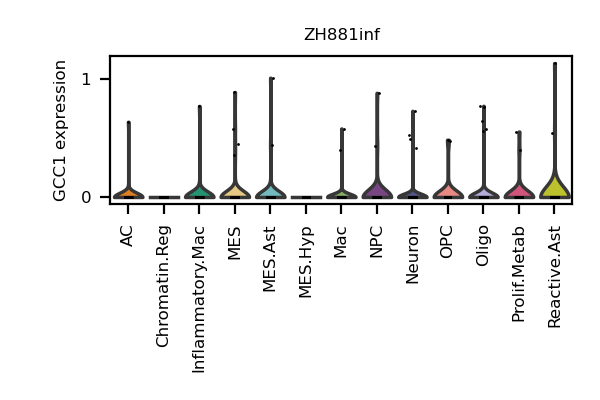 ZH881inf
GCC1 expression
1
0
AC
Chromatin.Reg
Inflammatory.Mac
MES
MES.Ast
MES.Hyp
Mac
NPC
Neuron
OPC
Oligo
Prolif.Metab
Reactive.Ast